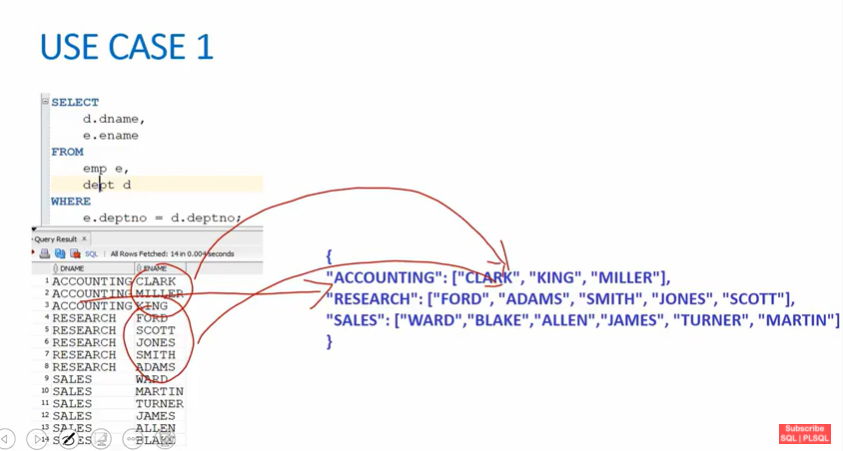 USE CASE 1
SELECT
d.dname,
e.ename
FROM
emp e,
dept d
WHERE
e.deptno = d.deptno;
Query Result ×
SQL | All Rows Fetched: 14 in 0.004 seconds
DNAME ENAME
1 ACCOUNTING CLARK
2 ACCOUNTING MILLER
3 ACCOUNTING KING
4 RESEARCH FORD
5 RESEARCH SCOTT
6 RESEARCH JONES
7 RESEARCH SMITH
8 RESEARCH ADAMS
9 SALES WARD
10 SALES MARTIN
11 SALES TURNER
12 SALES JAMES
13 SALES ALLEN
14 SALES BLAKE
{
"ACCOUNTING": ["CLARK", "KING", "MILLER"],
"RESEARCH": ["FORD", "ADAMS", "SMITH", "JONES", "SCOTT"],
"SALES": ["WARD","BLAKE","ALLEN","JAMES", "TURNER", "MARTIN"]
}
Subscribe
SQL | PLSQL